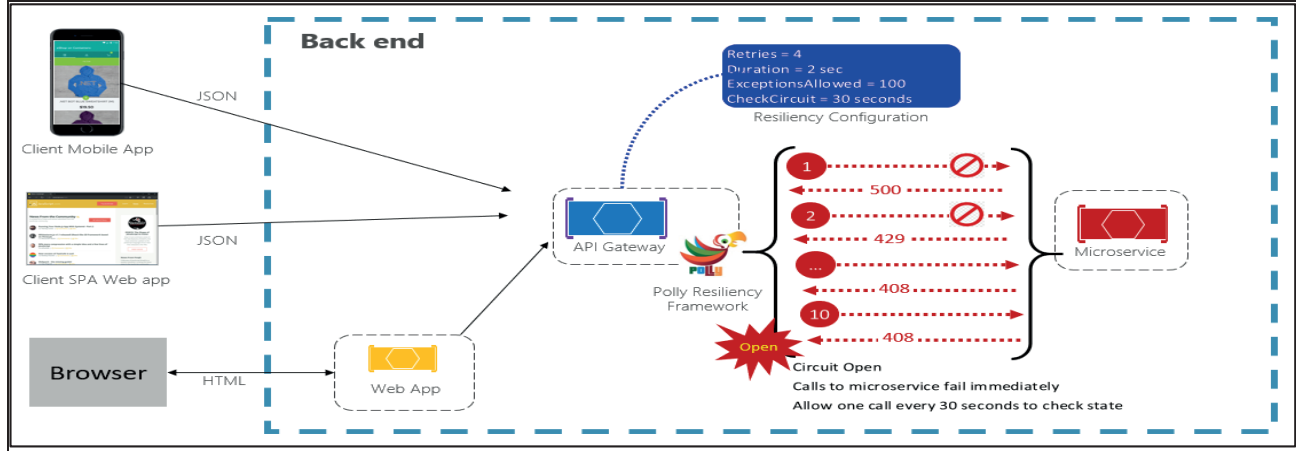 Back end
Retries = 4
Duration = 2 sec
ExceptionsAllowed = 100
CheckCircuit = 30 seconds
Resiliency Configuration
JSON
Client Mobile App
JSON
Client SPA Web app
Browser
HTML
Web App
API Gateway
POLLY
Polly Resiliency
Framework
1
500
2
429
...
408
10
408
Open
Microservice
Circuit Open
Calls to microservice fail immediately
Allow one call every 30 seconds to check state